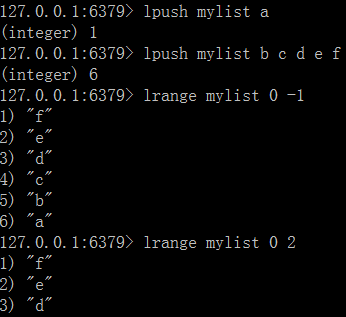 127.0.0.1:6379> lpush mylist a
(integer) 1
127.0.0.1:6379> lpush mylist b c d e f
(integer) 6
127.0.0.1:6379> lrange mylist 0 -1
1) "f"
2) "e"
3) "d"
4) "c"
5) "b"
6) "a"
127.0.0.1:6379> lrange mylist 0 2
1) "f"
2) "e"
3) "d"